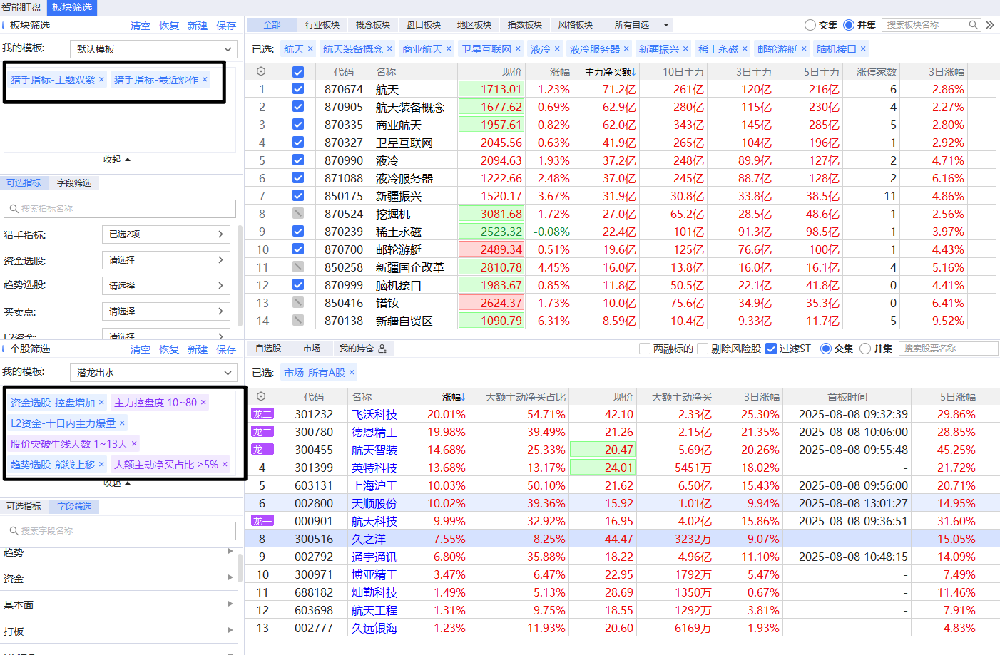 智能盯盘 板块筛选
板块筛选 清空 恢复 新建 保存
我的模板: 默认模板
猎手指标-主题双紫 × 猎手指标-最近炒作 ×
收起
可选指标 字段筛选
搜索指标名称
猎手指标: 已选2项
资金选股: 请选择
趋势选股: 请选择
买卖点: 请选择
L2资金: 请选择
全部 行业板块 概念板块 盘口板块 地区板块 指数板块 风格板块 所有自选 交集 并集 搜索板块名称
已选: 航天 × 航天装备概念 × 商业航天 × 卫星互联网 × 液冷 × 液冷服务器 × 新疆振兴 × 稀土永磁 × 邮轮游艇 × 脑机接口 ×
代码 名称 现价 涨幅 主力净买额↓ 10日主力 3日主力 5日主力 涨停家数 3日涨幅
1 870674 航天 1713.01 1.23% 71.2亿 261亿 120亿 216亿 6 2.86%
2 870905 航天装备概念 1677.62 0.69% 62.9亿 280亿 115亿 230亿 4 2.27%
3 870335 商业航天 1957.61 0.82% 62.0亿 343亿 145亿 285亿 5 2.80%
4 870327 卫星互联网 2045.56 0.63% 41.9亿 265亿 104亿 196亿 1 2.92%
5 870990 液冷 2094.63 1.93% 37.2亿 248亿 89.9亿 127亿 2 4.71%
6 871088 液冷服务器 1222.66 2.48% 37.0亿 245亿 88.7亿 128亿 2 6.16%
7 850175 新疆振兴 1520.17 3.67% 31.9亿 30.8亿 33.8亿 38.5亿 11 4.86%
8 870524 挖掘机 3081.68 1.72% 27.0亿 65.2亿 28.5亿 48.6亿 1 2.56%
9 870239 稀土永磁 2523.32 -0.08% 22.4亿 101亿 91.3亿 98.5亿 1 3.97%
10 870700 邮轮游艇 2489.34 0.51% 19.6亿 125亿 76.6亿 100亿 1 4.43%
11 850258 新疆国企改革 2810.78 4.45% 16.0亿 13.8亿 16.0亿 16.1亿 4 5.16%
12 870999 脑机接口 1983.67 0.85% 11.8亿 50.5亿 22.1亿 41.8亿 0 4.41%
13 850416 镨钕 2624.37 1.73% 10.0亿 75.6亿 34.9亿 35.3亿 0 6.41%
14 870138 新疆自贸区 1090.79 6.31% 8.59亿 10.4亿 9.33亿 11.7亿 5 9.52%
个股筛选 清空 恢复 新建 保存
我的模板: 潜龙出水
资金选股-控盘增加 × 主力控盘度 10~80 ×
L2资金-十日内主力爆量 ×
股价突破牛线天数 1~13天 ×
趋势选股-熊线上移 × 大额主动净买占比 ≥5% ×
收起
可选指标 字段筛选
搜索字段名称
趋势
资金
基本面
打板
自选股 市场 我的持仓 两融标的 剔除风险股 过滤ST 交集 并集 搜索股票名称
已选: 市场-所有A股 ×
代码 名称 涨幅↓ 大额主动净买占比 现价 大额主动净买 3日涨幅 首板时间 5日涨幅
龙二 301232 飞沃科技 20.01% 54.71% 42.10 2.33亿 25.30% 2025-08-08 09:32:39 29.86%
龙二 300780 德恩精工 19.98% 39.49% 21.26 2.15亿 21.35% 2025-08-08 10:06:00 28.85%
龙一 300455 航天智装 14.68% 25.33% 20.47 5.69亿 20.26% 2025-08-08 09:55:48 45.25%
4 301399 英特科技 13.68% 13.17% 24.01 5451万 18.02% - 21.72%
5 603131 上海沪工 10.03% 50.10% 21.62 6.50亿 15.43% 2025-08-08 09:56:00 20.71%
6 002800 天顺股份 10.02% 39.36% 15.92 1.01亿 9.94% 2025-08-08 13:01:27 14.95%
龙一 000901 航天科技 9.99% 32.92% 16.95 4.02亿 15.86% 2025-08-08 09:36:51 31.60%
8 300516 久之洋 7.55% 8.25% 44.47 3232万 9.07% - 15.05%
9 002792 通宇通讯 6.80% 35.88% 18.22 4.96亿 11.10% 2025-08-08 10:48:15 14.09%
10 300971 博亚精工 3.47% 6.47% 22.95 1792万 5.47% - 7.49%
11 688182 灿勤科技 1.49% 5.13% 28.69 1350万 0.67% - 11.46%
12 603698 航天工程 1.31% 9.75% 18.55 1292万 3.81% - 7.91%
13 002777 久远银海 1.23% 11.93% 20.60 6169万 1.93% - 4.83%